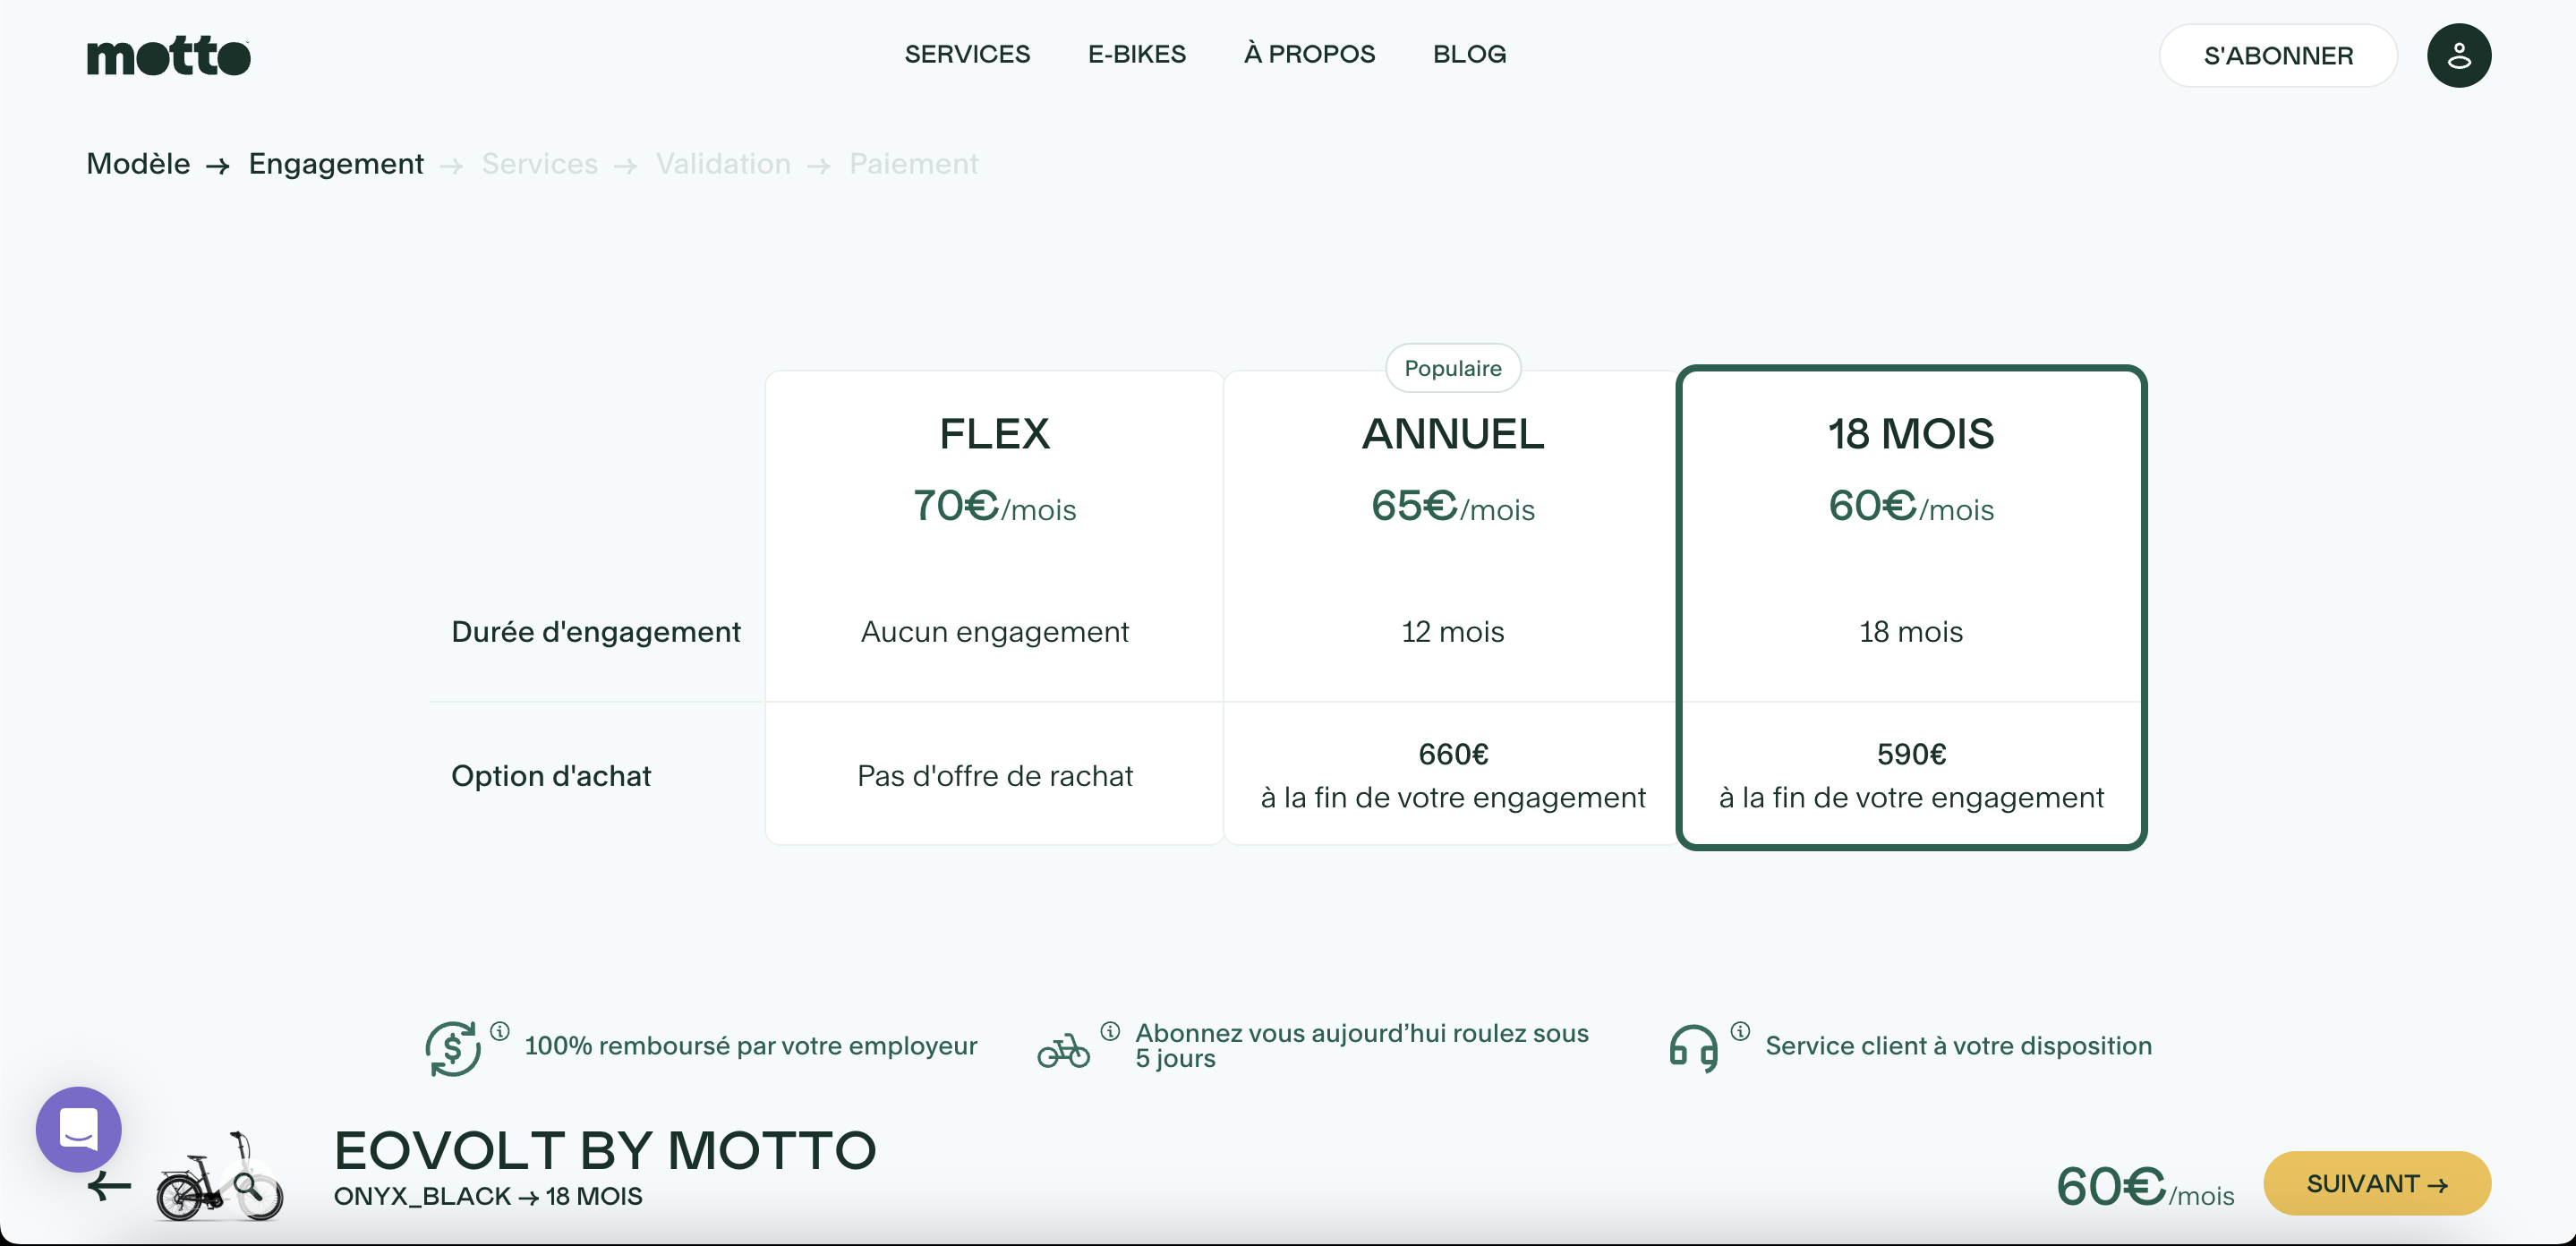 motto
SERVICES E-BIKES À PROPOS BLOG
S'ABONNER
Modèle → Engagement → Services → Validation → Paiement
Populaire
FLEX ANNUEL 18 MOIS
70€/mois 65€/mois 60€/mois
Durée d'engagement Aucun engagement 12 mois 18 mois
Option d'achat Pas d'offre de rachat
660€
à la fin de votre engagement
590€
à la fin de votre engagement
100% remboursé par votre employeur
Abonnez vous aujourd’hui roulez sous
5 jours
Service client à votre disposition
EOVOLT BY MOTTO
ONYX_BLACK → 18 MOIS
60€/mois
SUIVANT →